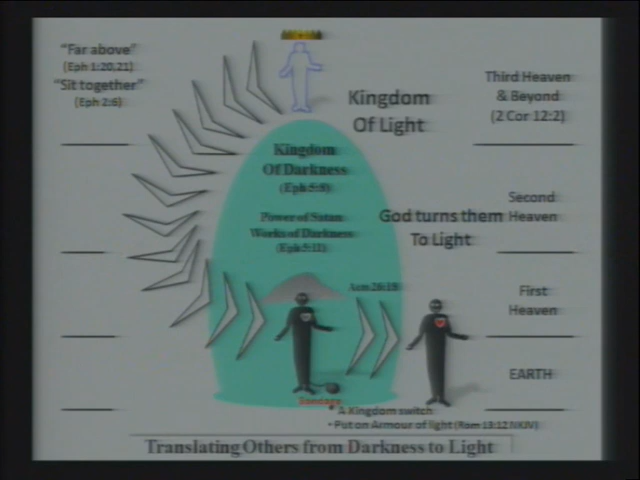 “Far above”
(Eph 1:20,21)
“Sit together”
(Eph 2:6)
Kingdom
Of Light
Third Heaven
& Beyond
(2 Cor 12:2)
Kingdom
Of Darkness
(Eph 5:8)
Power of Satan
Works of Darkness
(Eph 5:11)
God turns them
To Light
Second
Heaven
First
Heaven
EARTH
Bondage
• A Kingdom switch
• Put on Armour of light (Rom 13:12 NKJV)
Translating Others from Darkness to Light